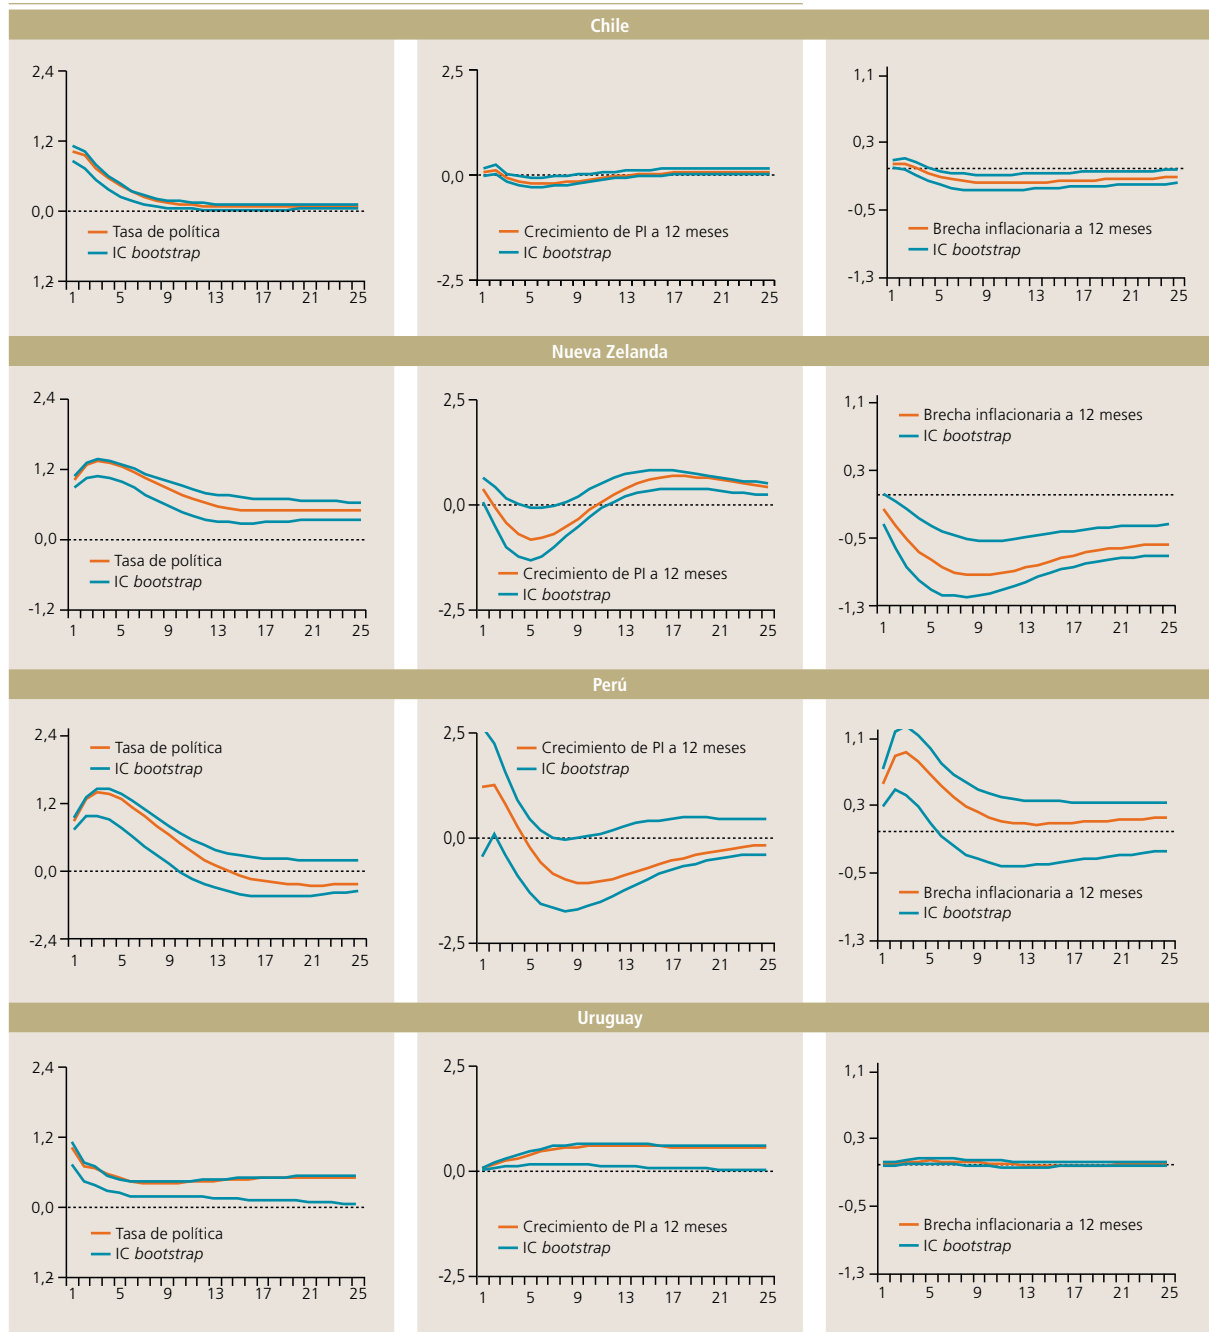 Chile
2,4
1,2
0,0
1,2
1 5 9 13 17 21 25
Tasa de política
IC bootstrap
2,5
0,0
-2,5
1 5 9 13 17 21 25
Crecimiento de PI a 12 meses
IC bootstrap
1,1
0,3
-0,5
-1,3
1 5 9 13 17 21 25
Brecha inflacionaria a 12 meses
IC bootstrap
Nueva Zelanda
2,4
1,2
0,0
-1,2
1 5 9 13 17 21 25
Tasa de política
IC bootstrap
2,5
0,0
-2,5
1 5 9 13 17 21 25
Crecimiento de PI a 12 meses
IC bootstrap
1,1
0,3
-0,5
-1,3
1 5 9 13 17 21 25
Brecha inflacionaria a 12 meses
IC bootstrap
Perú
2,4
1,2
0,0
-2,4
1 5 9 13 17 21 25
Tasa de política
IC bootstrap
2,5
0,0
-2,5
1 5 9 13 17 21 25
Crecimiento de PI a 12 meses
IC bootstrap
1,1
0,3
-0,5
-1,3
1 5 9 13 17 21 25
Brecha inflacionaria a 12 meses
IC bootstrap
Uruguay
2,4
1,2
0,0
1,2
1 5 9 13 17 21 25
Tasa de política
IC bootstrap
2,5
0,0
-2,5
1 5 9 13 17 21 25
Crecimiento de PI a 12 meses
IC bootstrap
1,1
0,3
-0,5
-1,3
1 5 9 13 17 21 25
Brecha inflacionaria a 12 meses
IC bootstrap